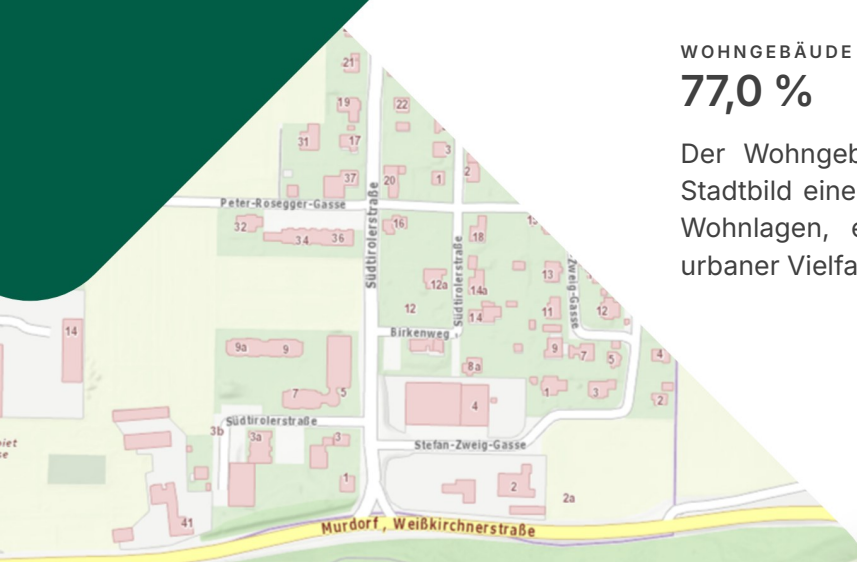 WOHNGEBÄUDE
77,0 %
Der Wohngeb
Stadtbild eine
Wohnlagen, e
urbaner Vielfa
21
19
22
31
17
3
37
20
1
2
Peter-Rosegger-Gasse
Südtirolerstraße
32
34
36
16
18
Südtirolerstraße
-Zweig-Gasse
13
12a
14a
12
14
11
12
14
Birkenweg
9a
9
9
7
5
4
8a
7
5
1
3
2
4
Südtirolerstraße
3b
3a
3
Stefan-Zweig-Gasse
1
2
2a
41
Murdorf , Weißkirchnerstraße